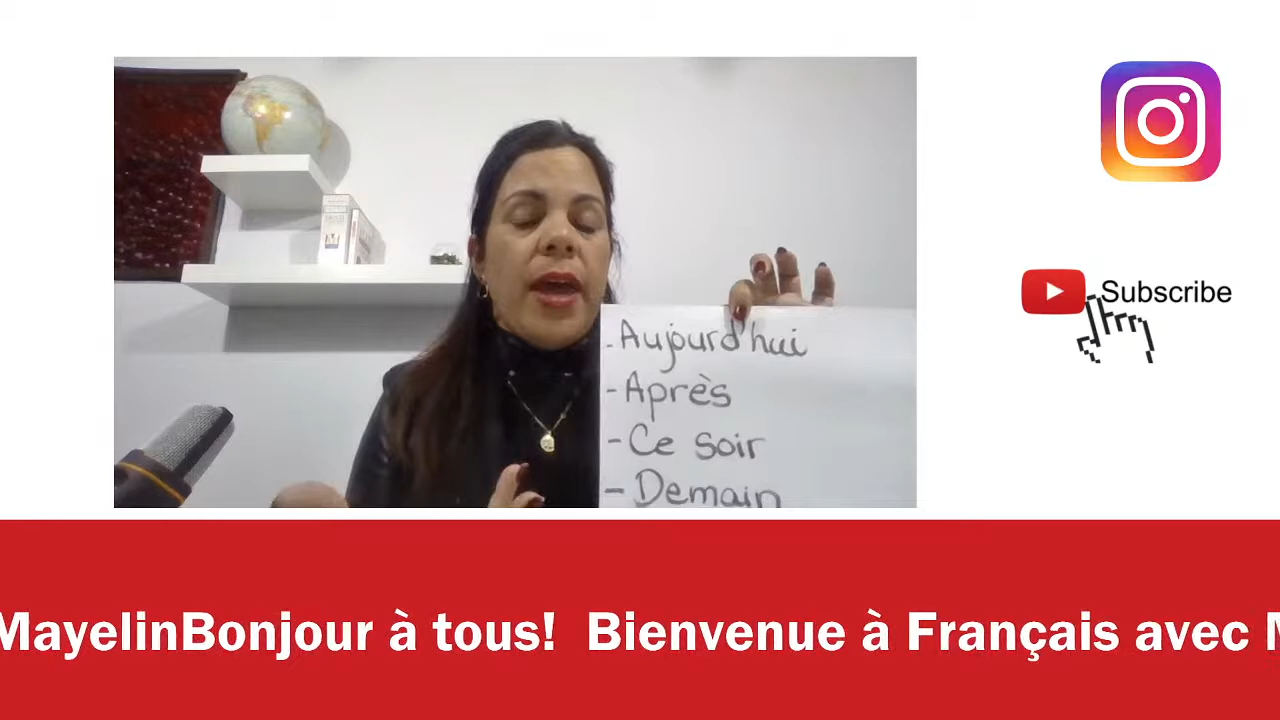 - Aujourd'hui
- Après
- Ce soir
- Demain
Subscribe
MayelinBonjour à tous! Bienvenue à Français avec